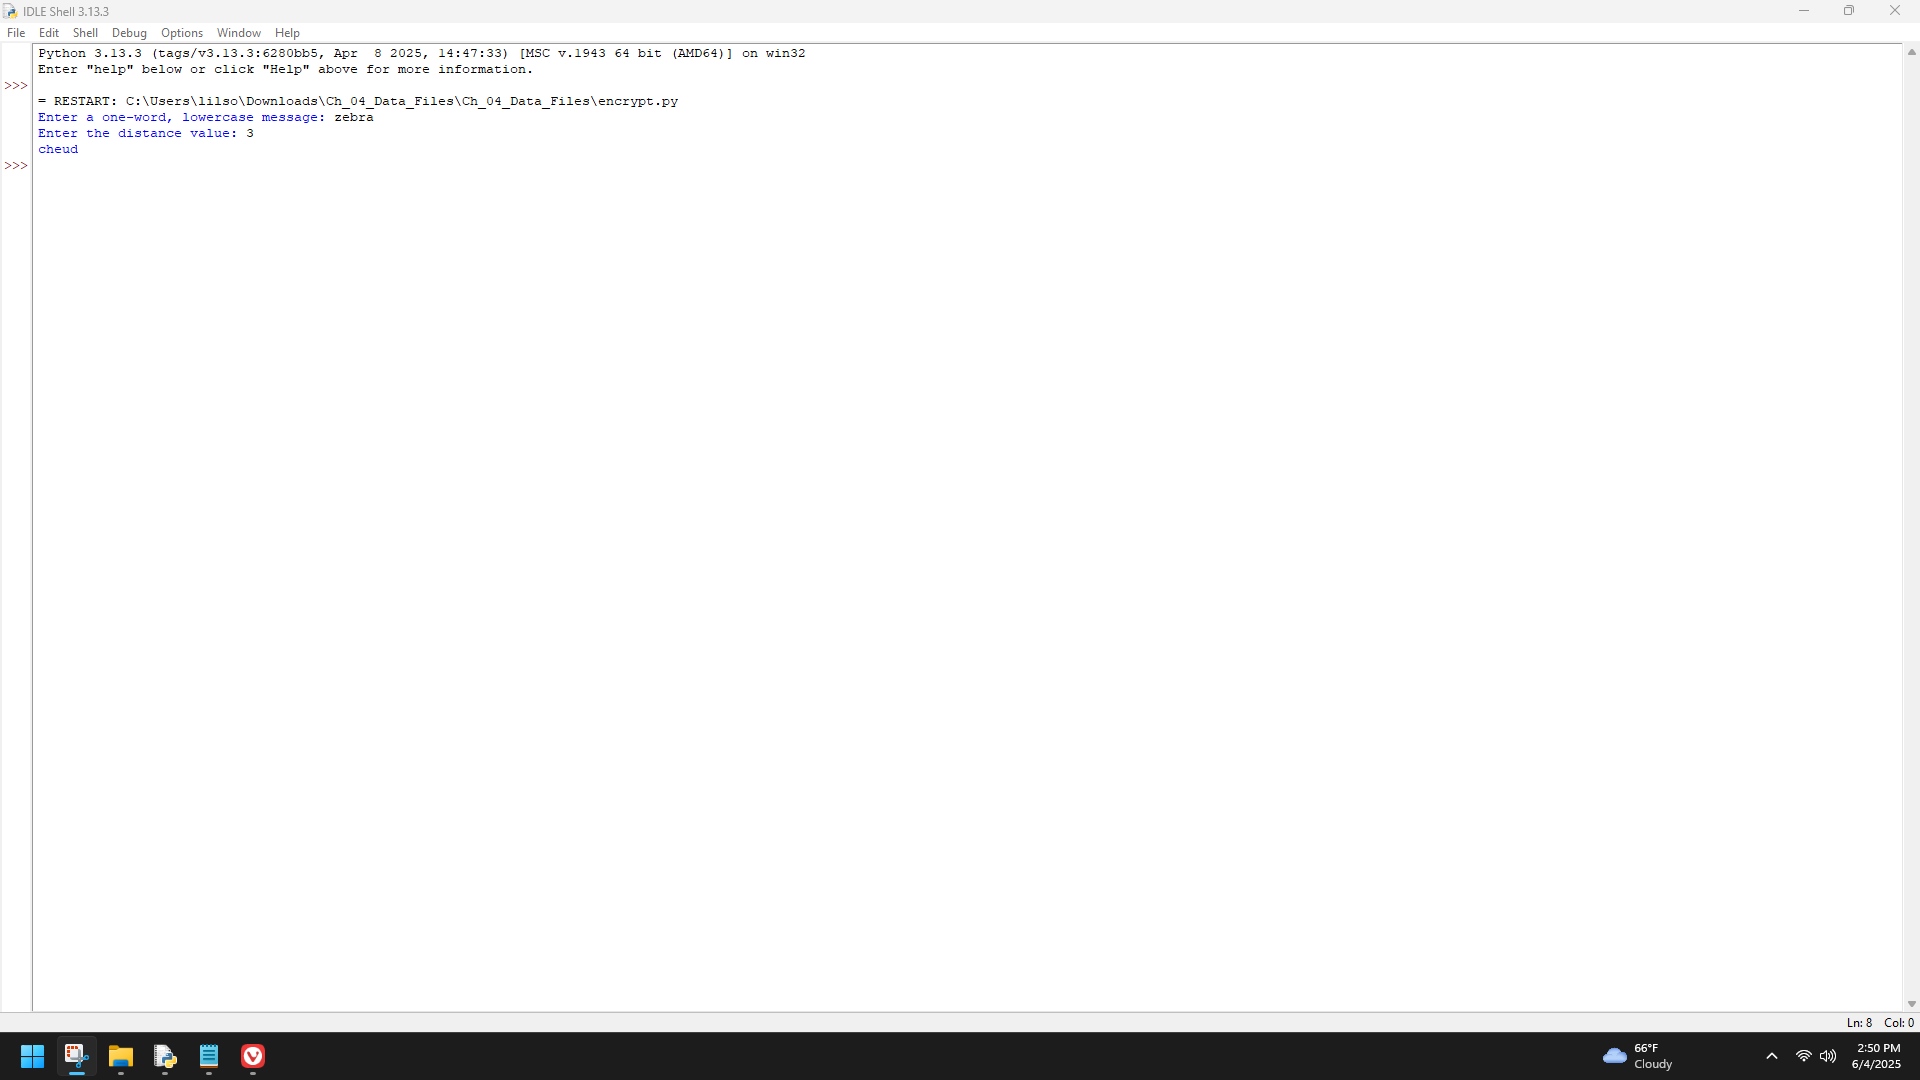 IDLE Shell 3.13.3
File Edit Shell Debug Options Window Help
Python 3.13.3 (tags/v3.13.3:6280bb5, Apr  8 2025, 14:47:33) [MSC v.1943 64 bit (AMD64)] on win32
Enter "help" below or click "Help" above for more information.
>>>
= RESTART: C:\Users\lilso\Downloads\Ch_04_Data_Files\Ch_04_Data_Files\encrypt.py
Enter a one-word, lowercase message: zebra
Enter the distance value: 3
cheud
>>>
Ln: 8 Col: 0
66°F
Cloudy
2:50 PM
6/4/2025